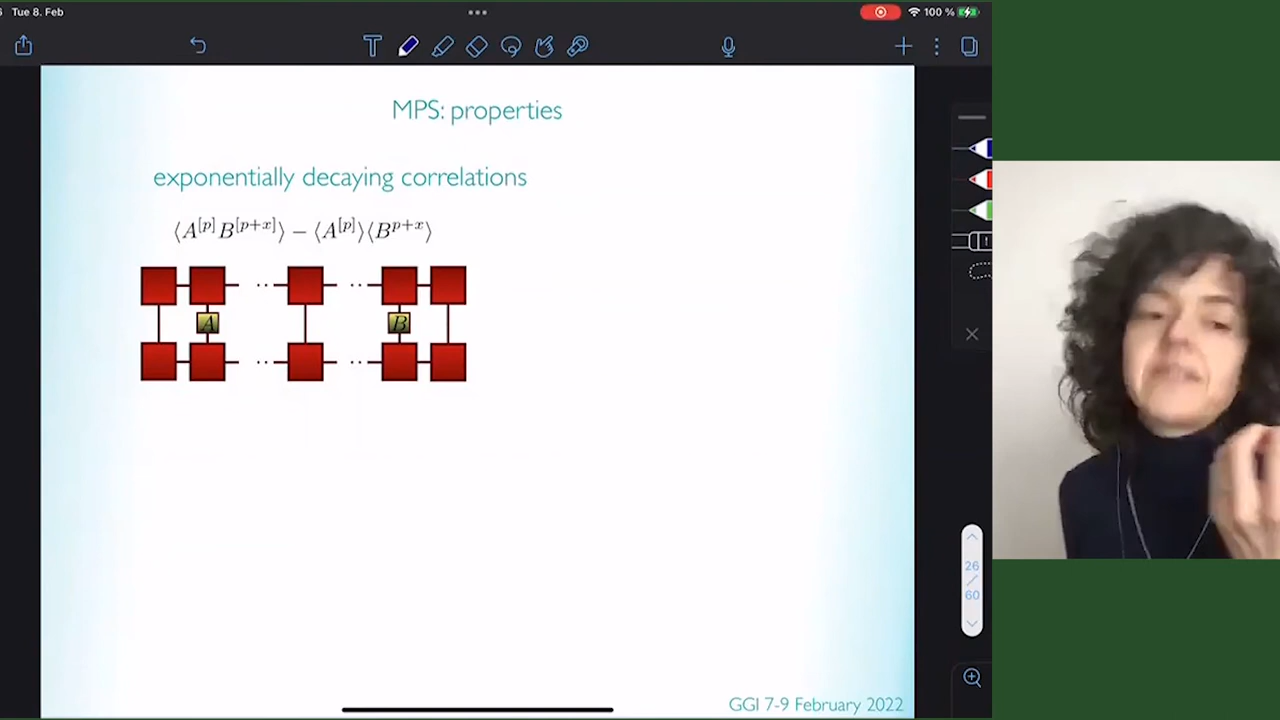 Tue 8. Feb
100 %
MPS: properties
exponentially decaying correlations
⟨A^{[p]}B^{[p+x]}⟩ − ⟨A^{[p]}⟩⟨B^{p+x}⟩
A
B
26
60
GGI 7-9 February 2022